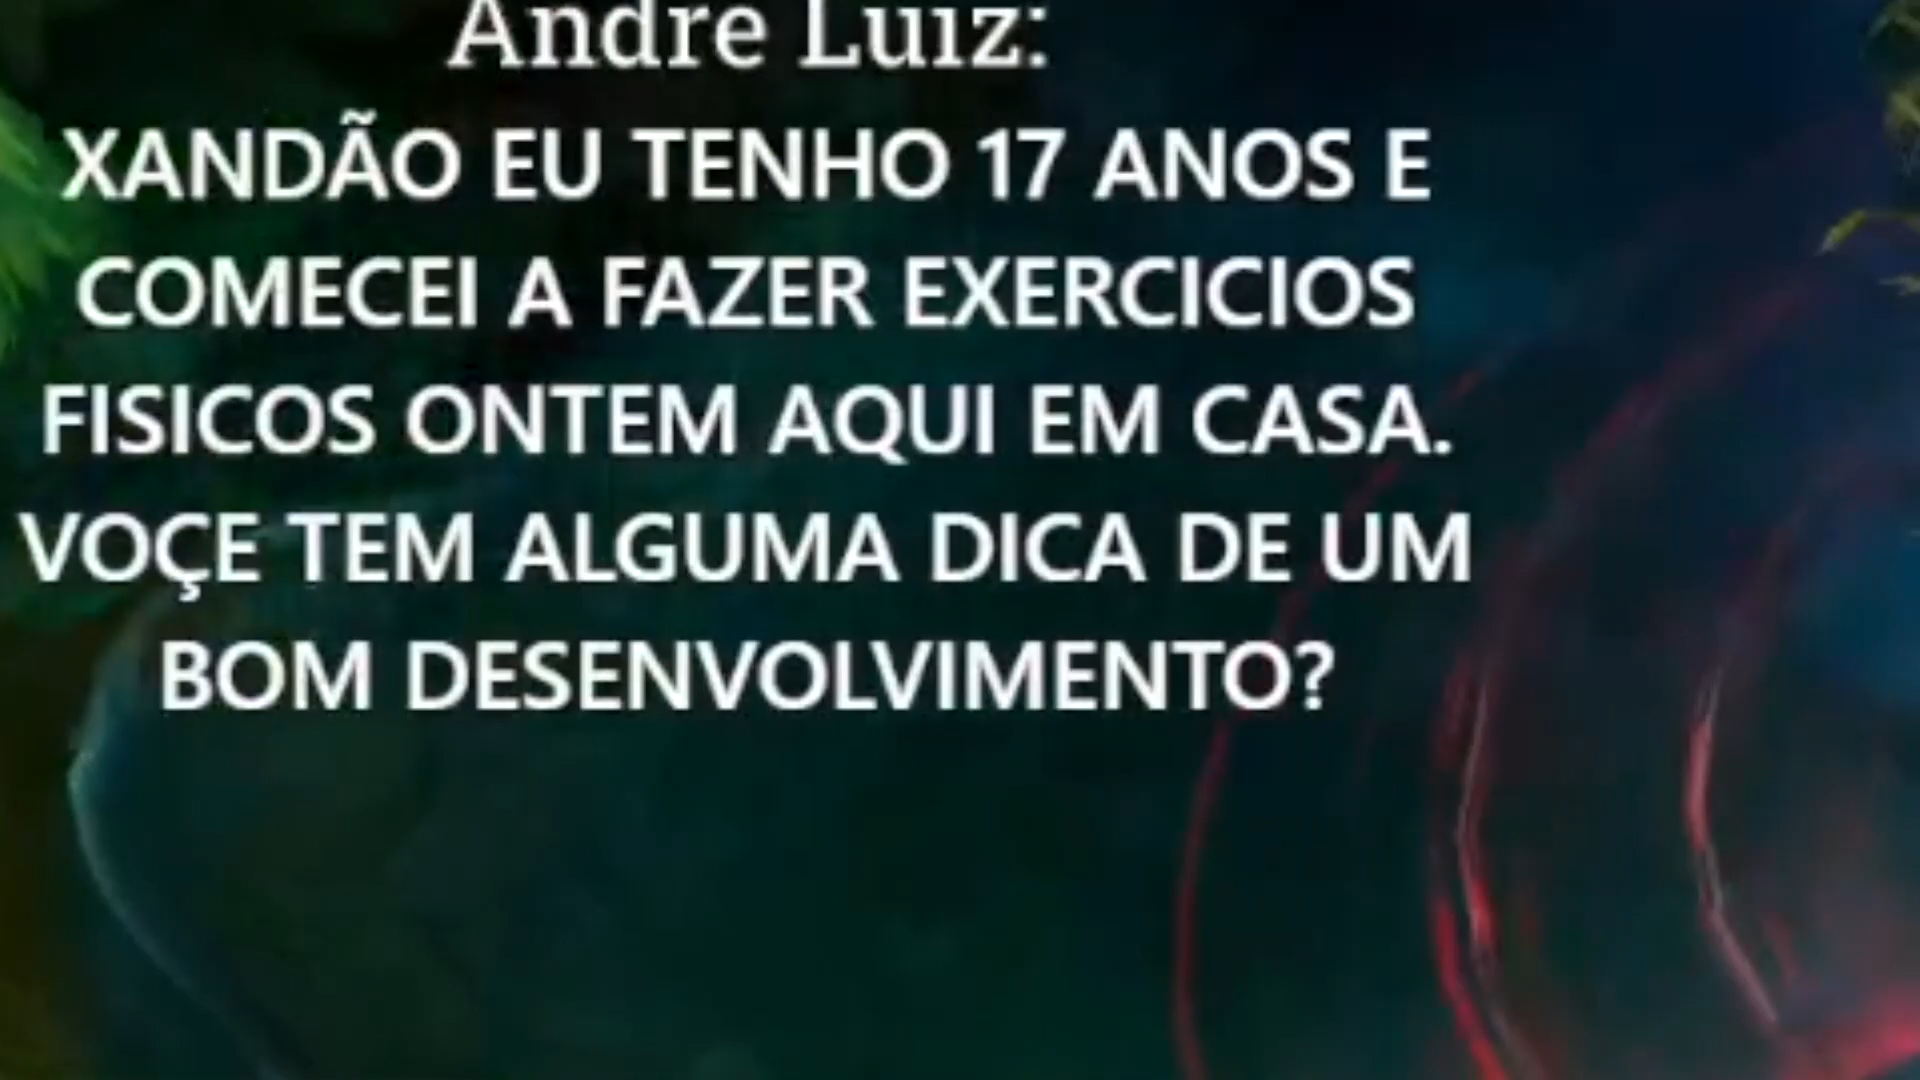 Andre Luiz:
XANDÃO EU TENHO 17 ANOS E
COMECEI A FAZER EXERCICIOS
FISICOS ONTEM AQUI EM CASA.
VOÇE TEM ALGUMA DICA DE UM
BOM DESENVOLVIMENTO?